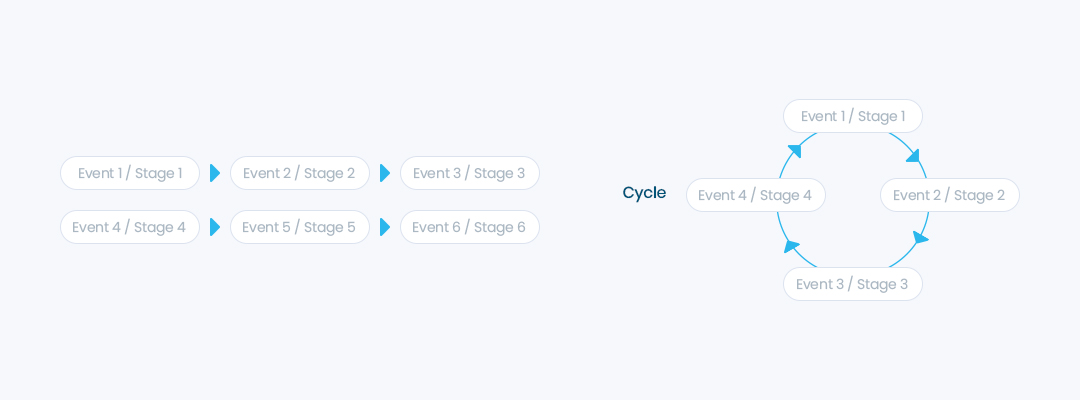 Event 1 / Stage 1
Event 2 / Stage 2
Event 3 / Stage 3
Event 4 / Stage 4
Event 5 / Stage 5
Event 6 / Stage 6
Cycle
Event 1 / Stage 1
Event 2 / Stage 2
Event 3 / Stage 3
Event 4 / Stage 4